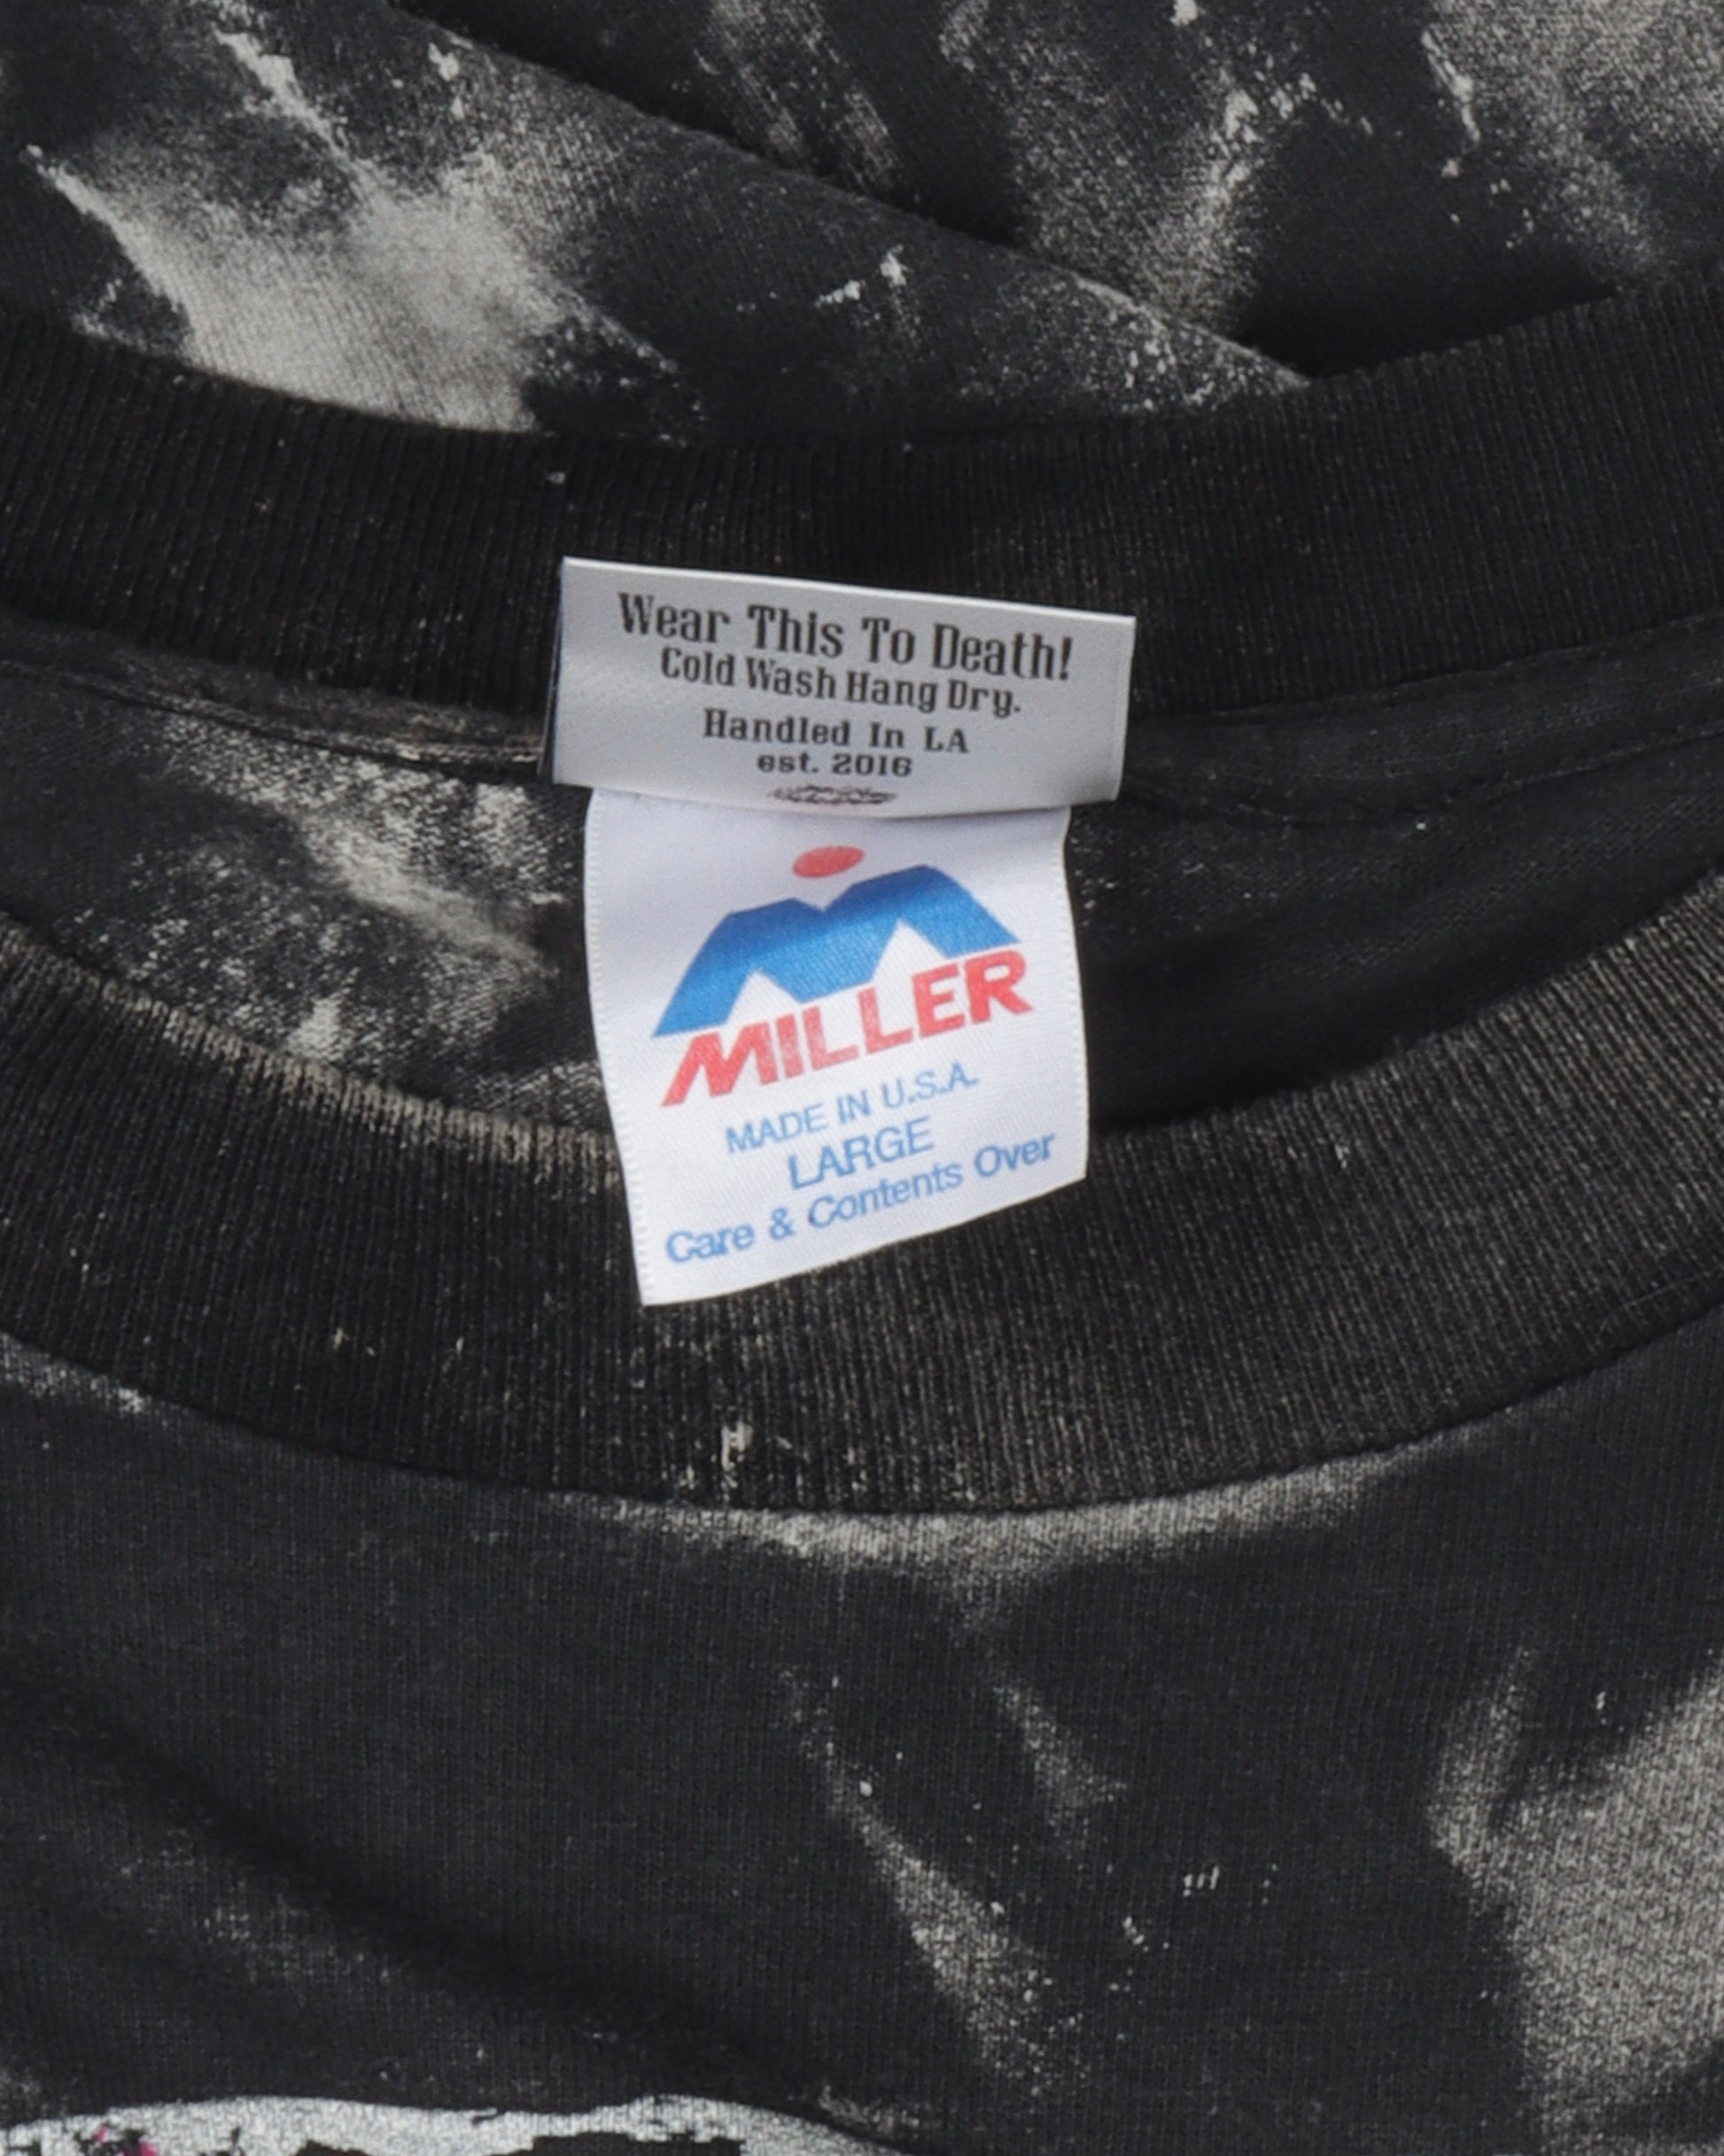 Wear This To Death!
Cold Wash Hang Dry.
Handled In LA
est. 2016
MILLER
MADE IN U.S.A.
LARGE
Care & Contents Over